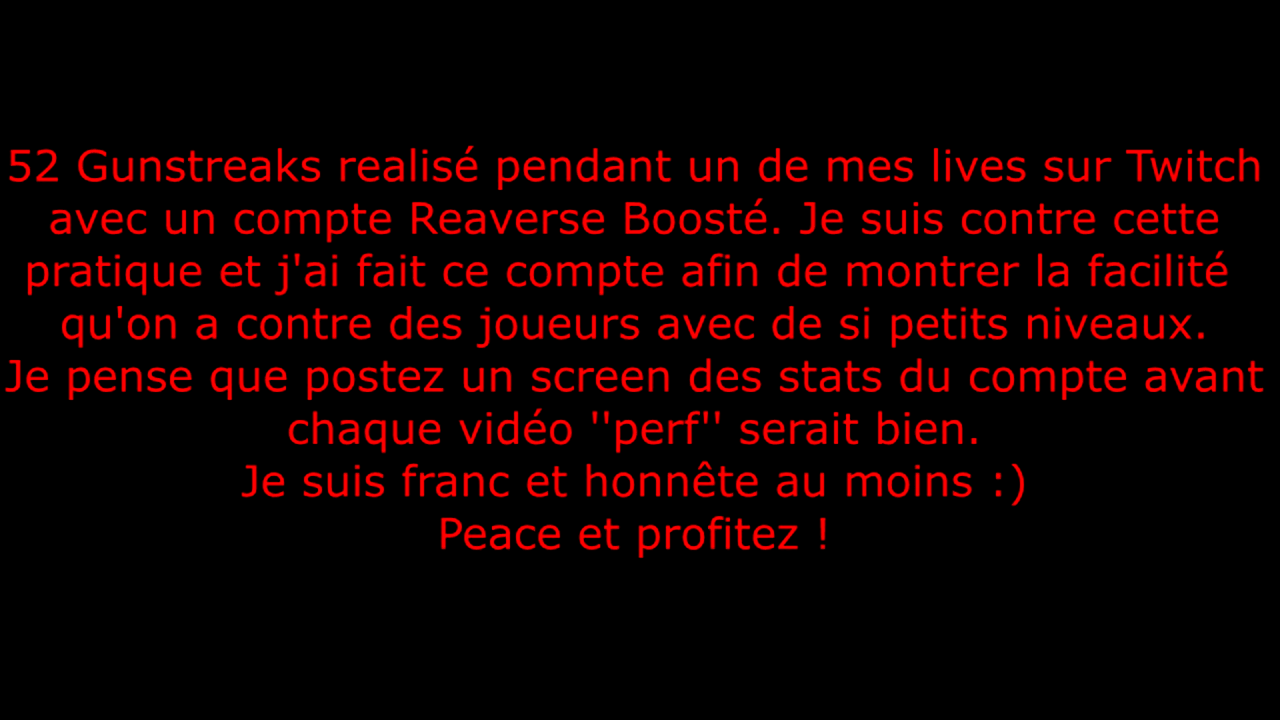 52 Gunstreaks realisé pendant un de mes lives sur Twitch
avec un compte Reaverse Boosté. Je suis contre cette
pratique et j'ai fait ce compte afin de montrer la facilité
qu'on a contre des joueurs avec de si petits niveaux.
Je pense que postez un screen des stats du compte avant
chaque vidéo ''perf'' serait bien.
Je suis franc et honnête au moins :)
Peace et profitez !